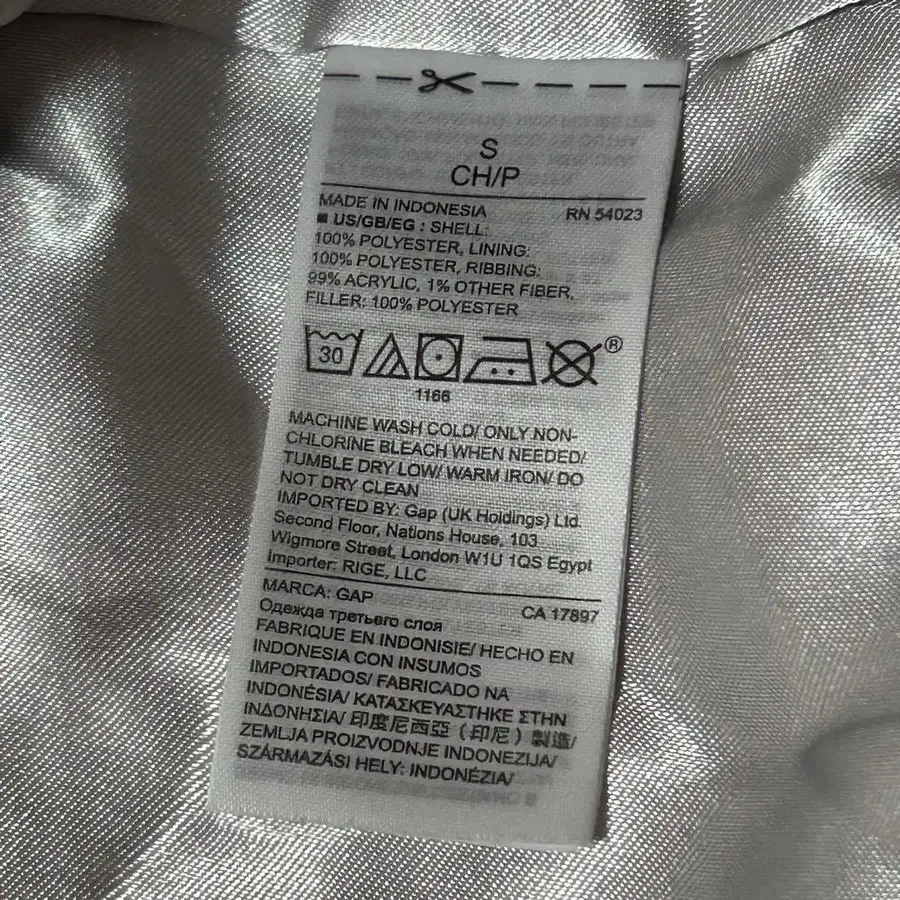 S
CH/P
MADE IN INDONESIA
RN 54023
■ US/GB/EG : SHELL:
100% POLYESTER, LINING:
100% POLYESTER, RIBBING:
99% ACRYLIC, 1% OTHER FIBER,
FILLER: 100% POLYESTER
30
®
1166
MACHINE WASH COLD/ ONLY NON-
CHLORINE BLEACH WHEN NEEDED/
TUMBLE DRY LOW/ WARM IRON/ DO
NOT DRY CLEAN
IMPORTED BY: Gap (UK Holdings) Ltd.
Second Floor, Nations House, 103
Wigmore Street, London W1U 1QS Egypt
Importer: RIGE, LLC
MARCA: GAP
CA 17897
Одежда третьего слоя
FABRIQUE EN INDONISIE/ HECHO EN
INDONESIA CON INSUMOS
IMPORTADOS/ FABRICADO NA
INDONÉSIA/ ΚΑΤΑΣΚΕΥΑΣΤΗΚΕ ΣΤΗΝ
ΙΝΔΟΝΗΣΙΑ/ 印度尼西亞（印尼）製造/
ZEMLJA PROIZVODNJE INDONEZIJA/
SZÁRMAZÁSI HELY: INDONÉZIA/